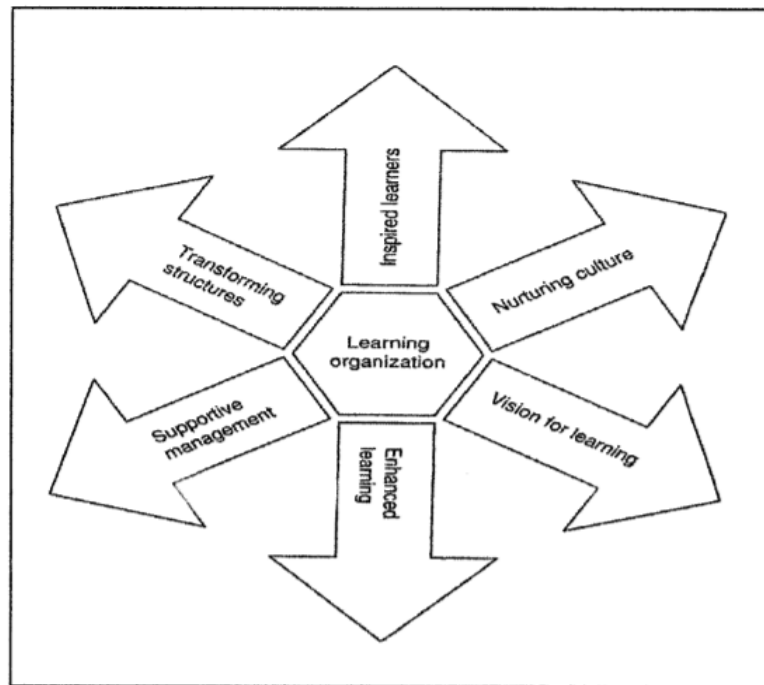 Inspired learners
Transforming
structures
Nurturing culture
Learning
organization
Supportive
management
Vision for learning
Enhanced
learning